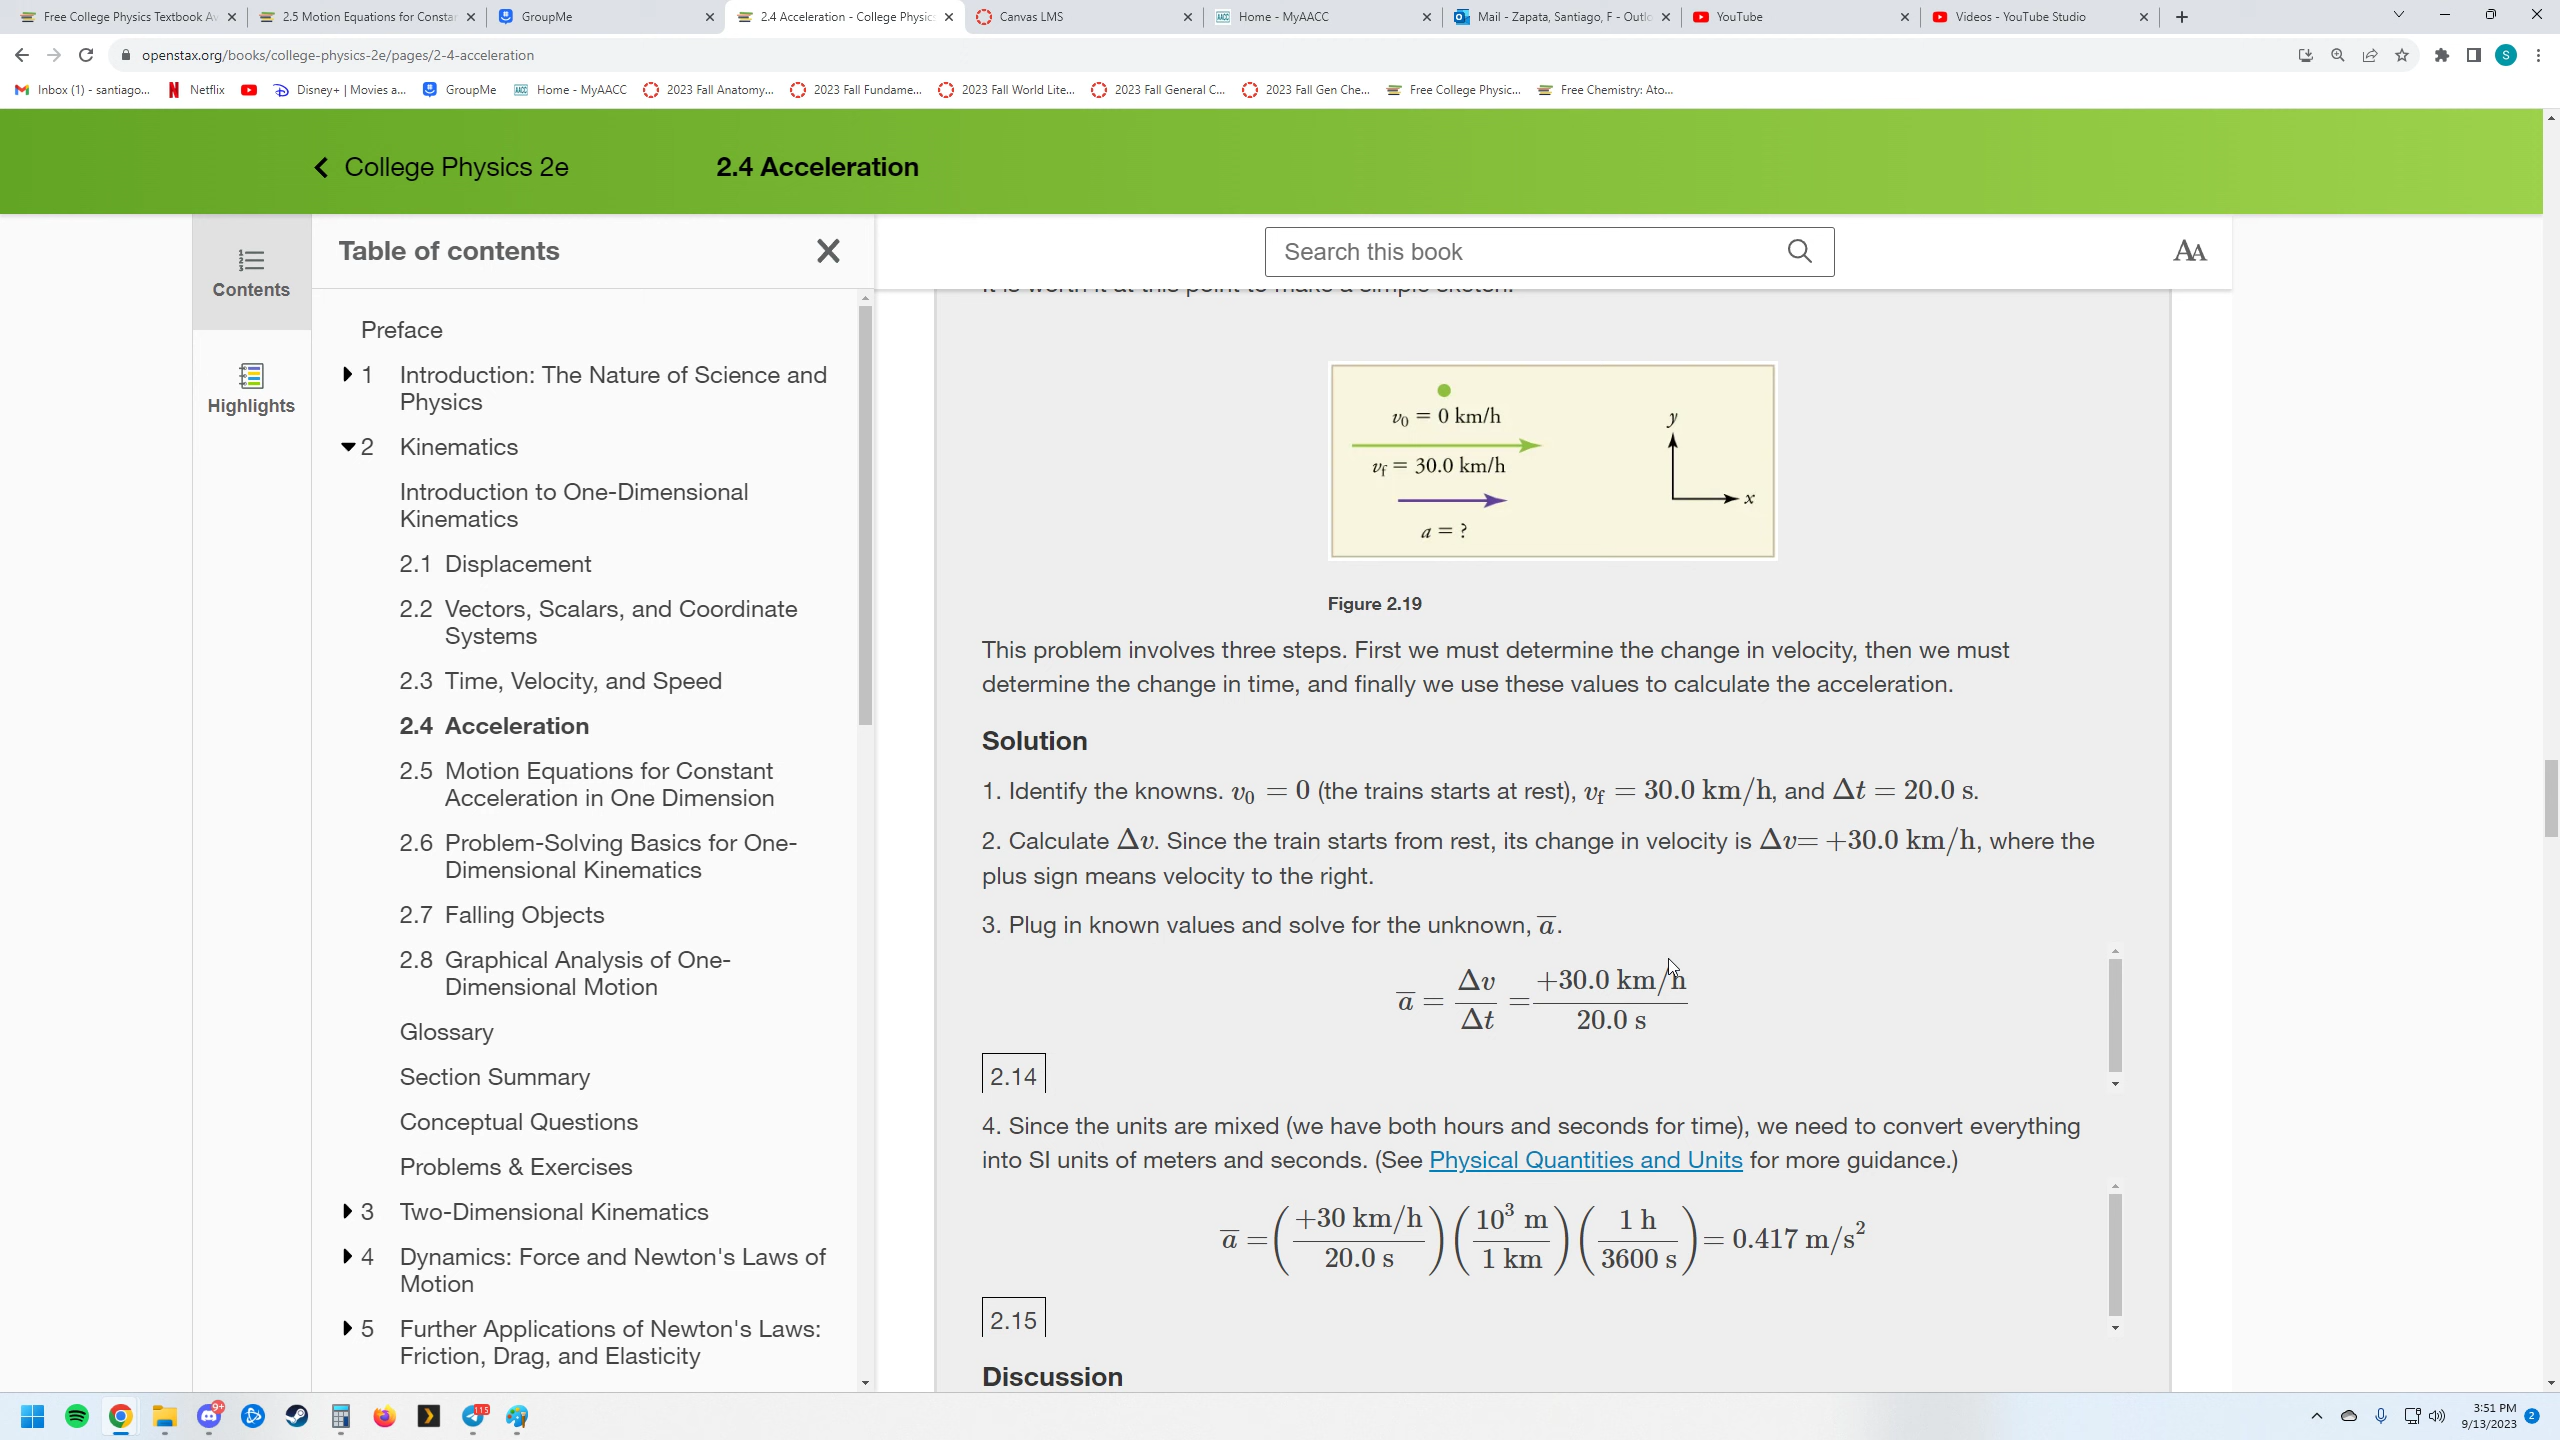 Free College Physics Textbook Av
2.5 Motion Equations for Constan
GroupMe
2.4 Acceleration - College Physics
Canvas LMS
Home - MyAACC
Mail - Zapata, Santiago, F - Outlo
YouTube
Videos - YouTube Studio
openstax.org/books/college-physics-2e/pages/2-4-acceleration
S
Inbox (1) - santiago...
Netflix
Disney+ | Movies a...
GroupMe
Home - MyAACC
2023 Fall Anatomy...
2023 Fall Fundame...
2023 Fall World Lite...
2023 Fall General C...
2023 Fall Gen Che...
Free College Physic...
Free Chemistry: Ato...
College Physics 2e
2.4 Acceleration
Contents
Highlights
Table of contents
Search this book
AA
Preface
1 Introduction: The Nature of Science and
Physics
2 Kinematics
Introduction to One-Dimensional
Kinematics
2.1 Displacement
2.2 Vectors, Scalars, and Coordinate
Systems
2.3 Time, Velocity, and Speed
2.4 Acceleration
2.5 Motion Equations for Constant
Acceleration in One Dimension
2.6 Problem-Solving Basics for One-
Dimensional Kinematics
2.7 Falling Objects
2.8 Graphical Analysis of One-
Dimensional Motion
Glossary
Section Summary
Conceptual Questions
Problems & Exercises
3 Two-Dimensional Kinematics
4 Dynamics: Force and Newton's Laws of
Motion
5 Further Applications of Newton's Laws:
Friction, Drag, and Elasticity
It is worth it at this point to make a simple sketch.
v₀ = 0 km/h
v_f = 30.0 km/h
a = ?
y
x
Figure 2.19
This problem involves three steps. First we must determine the change in velocity, then we must
determine the change in time, and finally we use these values to calculate the acceleration.
Solution
1. Identify the knowns. v₀ = 0 (the trains starts at rest), v_f = 30.0 km/h, and Δt = 20.0 s.
2. Calculate Δv. Since the train starts from rest, its change in velocity is Δv= +30.0 km/h, where the
plus sign means velocity to the right.
3. Plug in known values and solve for the unknown, a̅.
a̅ = Δv/Δt = +30.0 km/h / 20.0 s
2.14
4. Since the units are mixed (we have both hours and seconds for time), we need to convert everything
into SI units of meters and seconds. (See Physical Quantities and Units for more guidance.)
a̅ = (+30 km/h / 20.0 s)(10³ m / 1 km)(1 h / 3600 s) = 0.417 m/s²
2.15
Discussion
9+
115
3:51 PM
9/13/2023
2